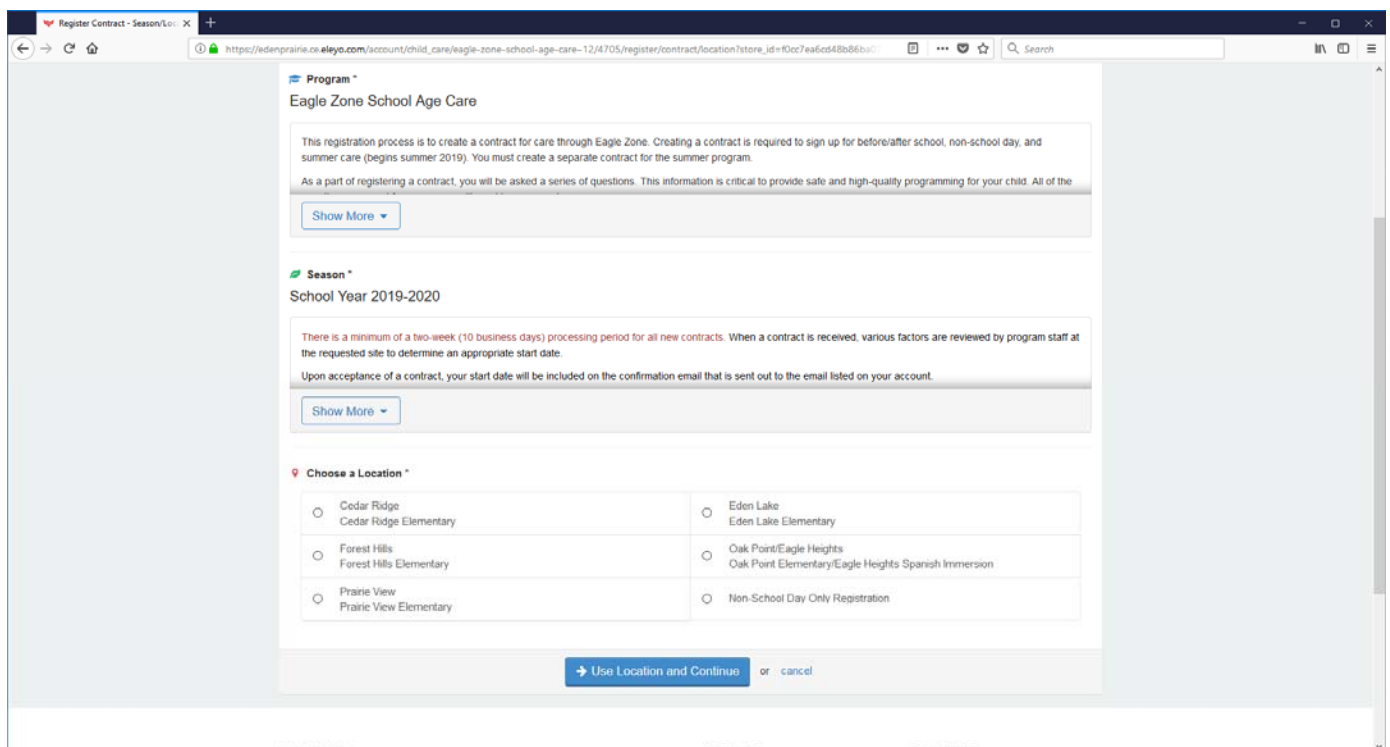 Register Contract - Season/Loc
https://edenprairie.ce.eleyo.com/account/child_care/eagle-zone-school-age-care-12/4705/register/contract/location?store_id=f0cc7ea6cd48b86ba0
Search
Program *
Eagle Zone School Age Care
This registration process is to create a contract for care through Eagle Zone. Creating a contract is required to sign up for before/after school, non-school day, and
summer care (begins summer 2019). You must create a separate contract for the summer program.
As a part of registering a contract, you will be asked a series of questions. This information is critical to provide safe and high-quality programming for your child. All of the
Show More
Season *
School Year 2019-2020
There is a minimum of a two-week (10 business days) processing period for all new contracts. When a contract is received, various factors are reviewed by program staff at
the requested site to determine an appropriate start date.
Upon acceptance of a contract, your start date will be included on the confirmation email that is sent out to the email listed on your account.
Show More
Choose a Location *
Cedar Ridge
Cedar Ridge Elementary
Eden Lake
Eden Lake Elementary
Forest Hills
Forest Hills Elementary
Oak Point/Eagle Heights
Oak Point Elementary/Eagle Heights Spanish Immersion
Prairie View
Prairie View Elementary
Non-School Day Only Registration
Use Location and Continue or cancel